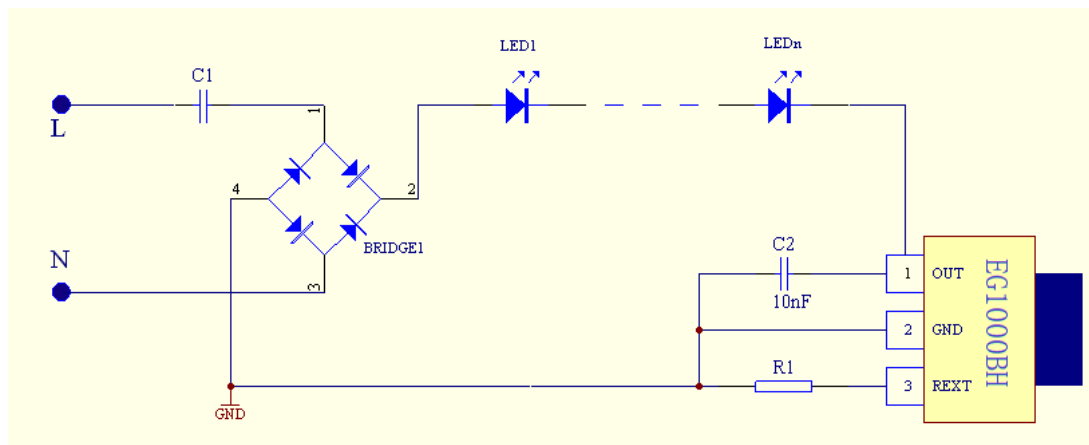 LED1
LEDn
C1
L
1
4
2
N
BRIDGE1
3
C2
10nF
1 OUT
2 GND
R1
3 REXT
EG1000BH
GND